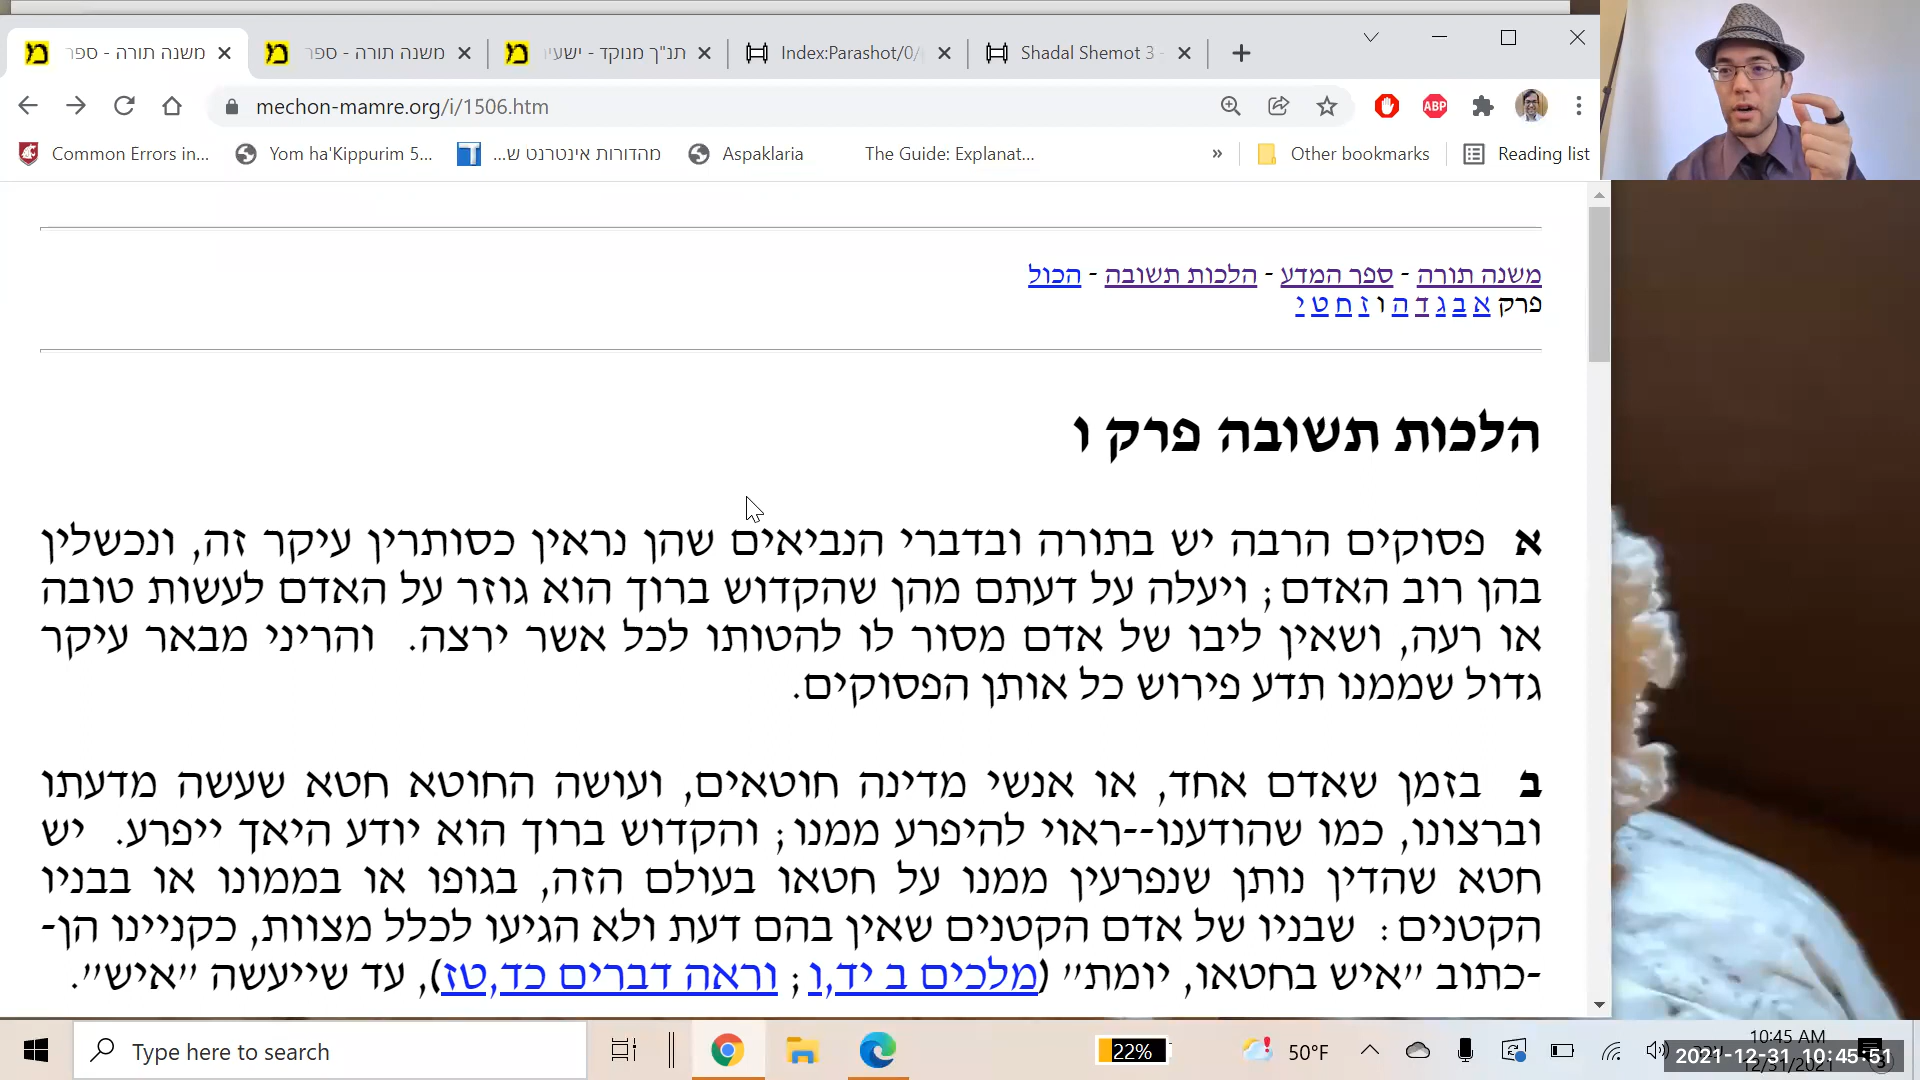 משנה תורה - ספר
משנה תורה - ספר
תנ"ך מנוקד - ישעי
Index:Parashot/0/
Shadal Shemot 3 -
mechon-mamre.org/i/1506.htm
ABP
Common Errors in...
Yom ha'Kippurim 5...
מהדורות אינטרנט ש...
Aspaklaria
The Guide: Explanat...
»
Other bookmarks
Reading list
משנה תורה - ספר המדע - הלכות תשובה - הכול
פרק א ב ג ד ה ו ז ח ט י
הלכות תשובה פרק ו
א פסוקים הרבה יש בתורה ובדברי הנביאים שהן נראין כסותרין עיקר זה, ונכשלין
בהן רוב האדם; ויעלה על דעתם מהן שהקדוש ברוך הוא גוזר על האדם לעשות טובה
או רעה, ושאין ליבו של אדם מסור לו להטותו לכל אשר ירצה. והריני מבאר עיקר
גדול שממנו תדע פירוש כל אותן הפסוקים.
ב בזמן שאדם אחד, או אנשי מדינה חוטאים, ועושה החוטא חטא שעשה מדעתו
וברצונו, כמו שהודענו--ראוי להיפרע ממנו; והקדוש ברוך הוא יודע היאך ייפרע. יש
חטא שהדין נותן שנפרעין ממנו על חטאו בעולם הזה, בגופו או בממונו או בבניו
הקטנים: שבניו של אדם הקטנים שאין בהם דעת ולא הגיעו לכלל מצוות, כקניינו הן-
-כתוב "איש בחטאו, יומת" (מלכים ב יד,ו; וראה דברים כד,טז), עד שייעשה "איש".
Type here to search
22%
50°F
10:45 AM
2021-12-31 10:45:51